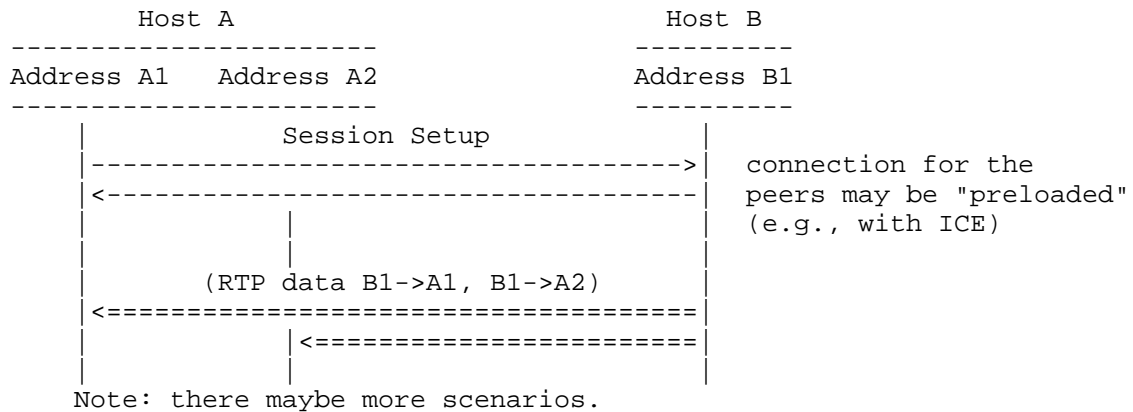 Host A Host B
Address A1 Address A2 Address B1
Session Setup
connection for the
peers may be "preloaded"
(e.g., with ICE)
(RTP data B1->A1, B1->A2)
Note: there maybe more scenarios.